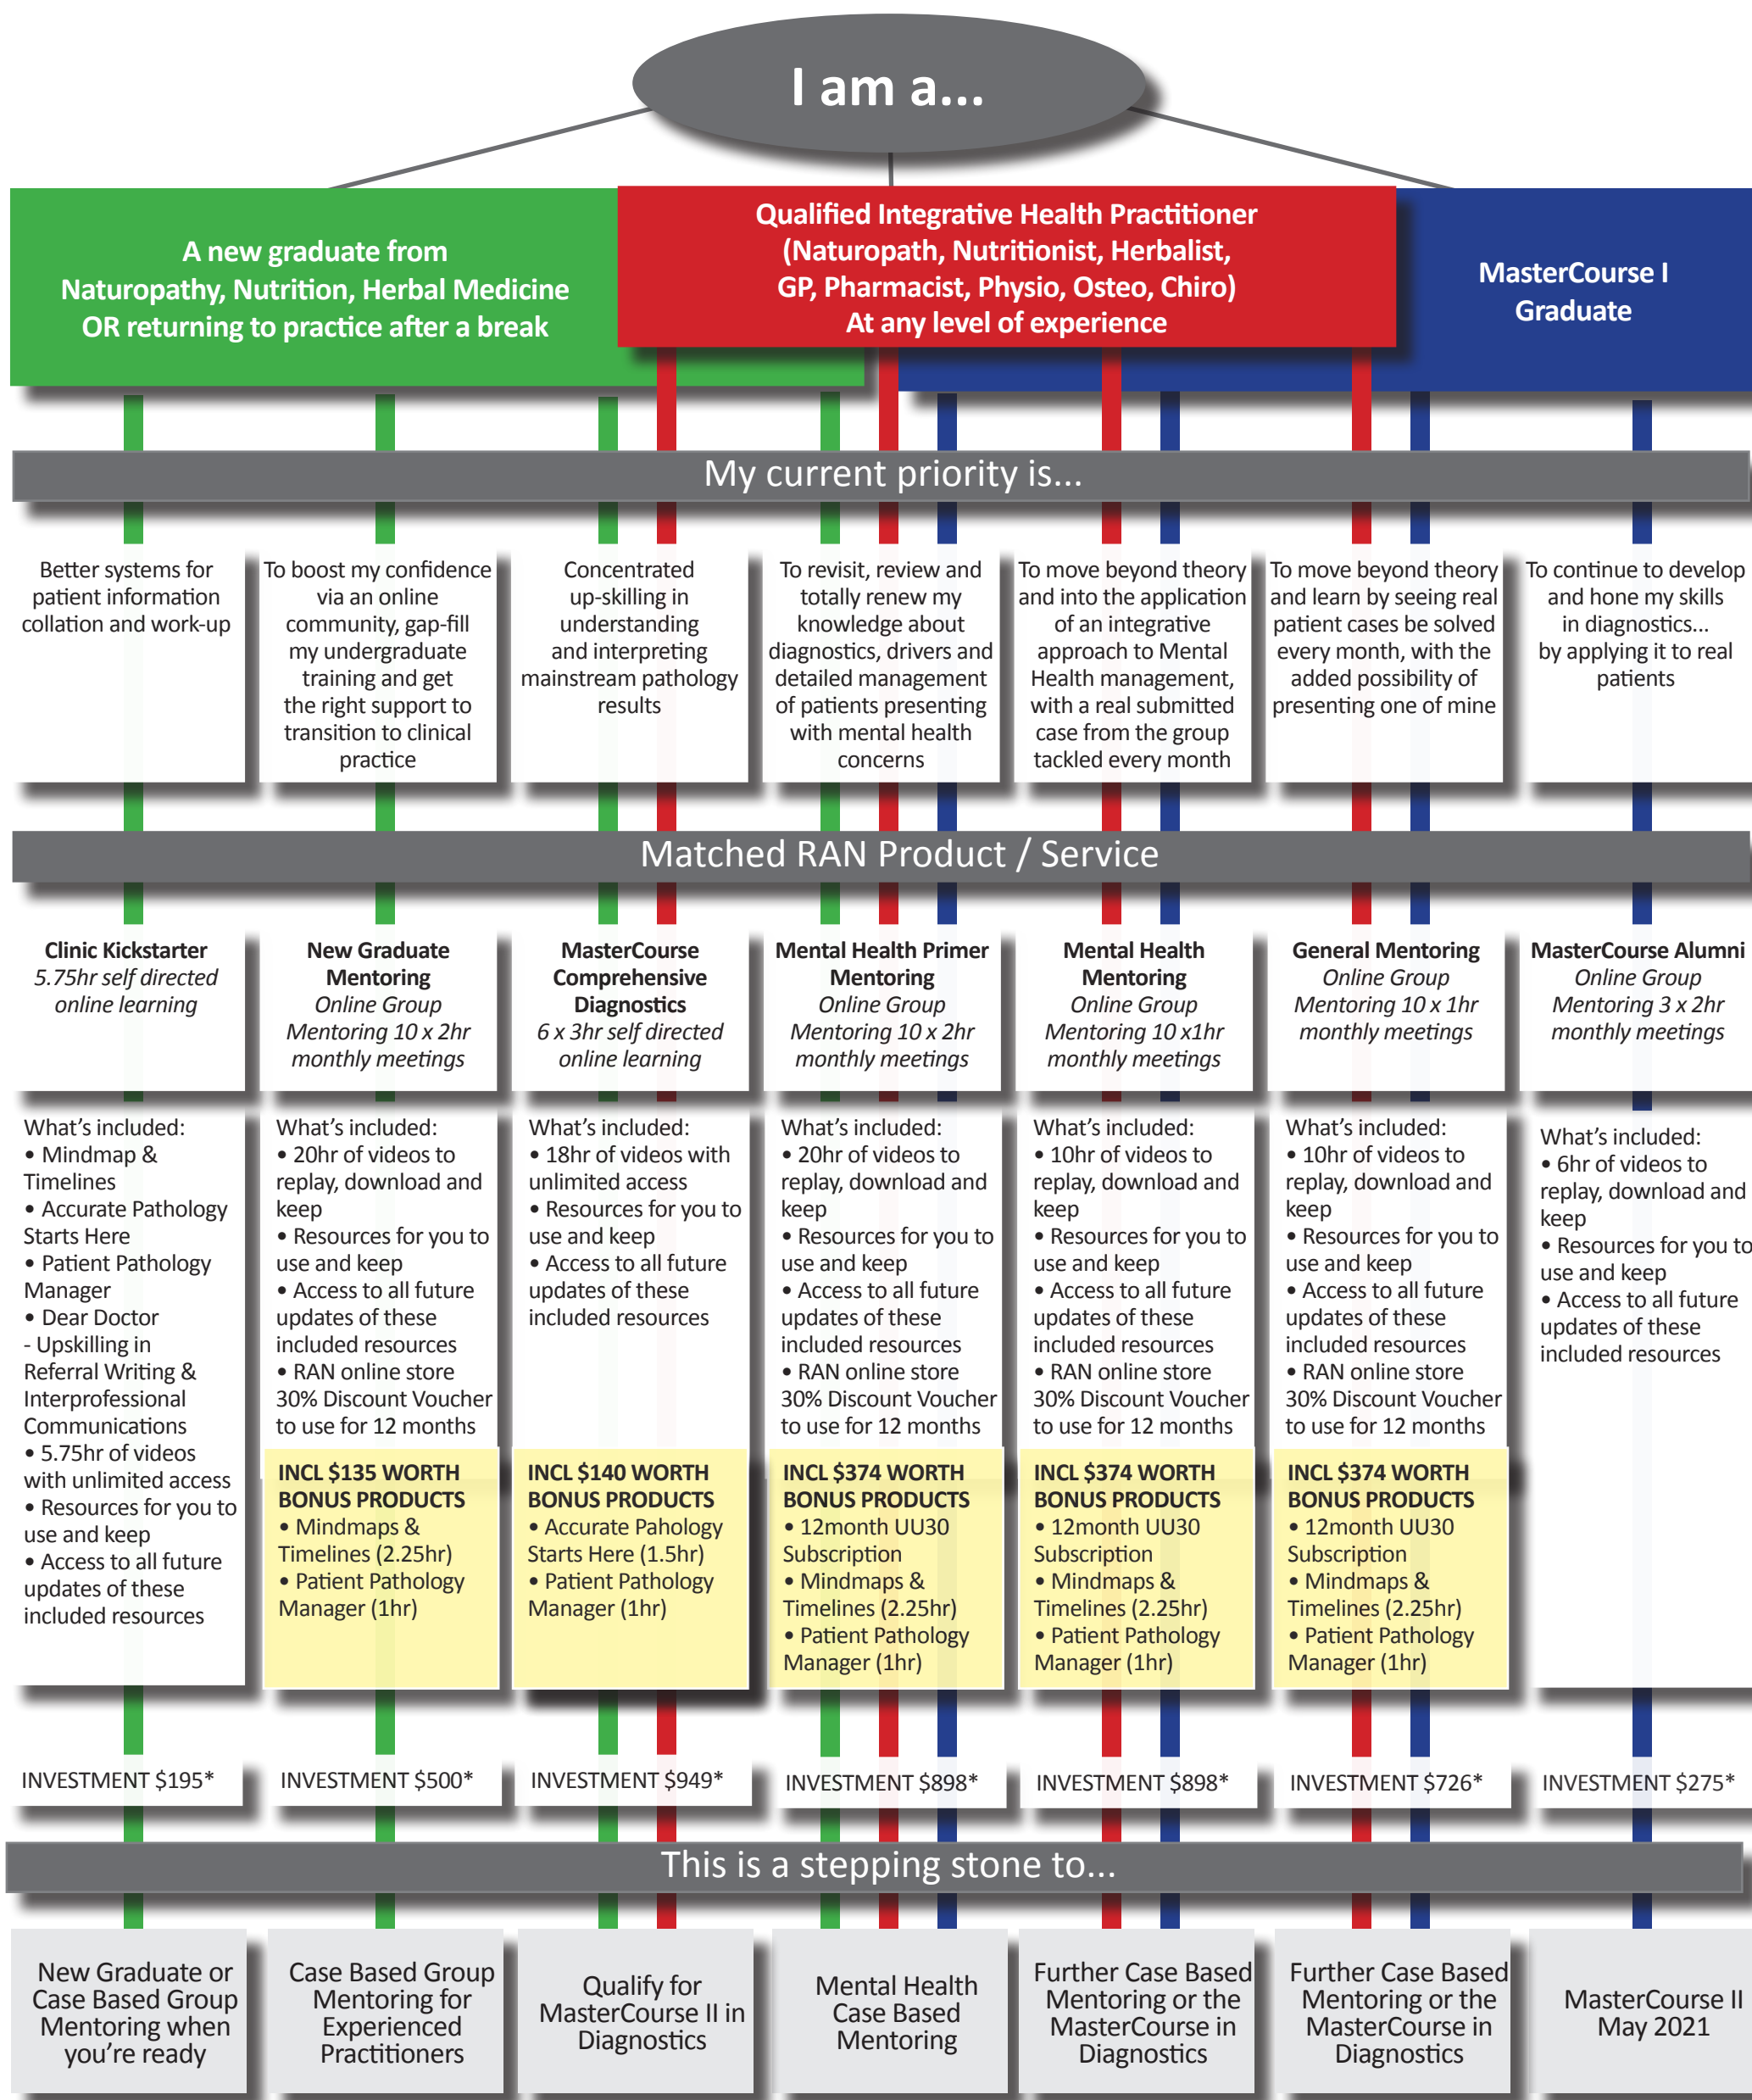 I am a...
A new graduate from
Naturopathy, Nutrition, Herbal Medicine
OR returning to practice after a break
Qualified Integrative Health Practitioner
(Naturopath, Nutritionist, Herbalist,
GP, Pharmacist, Physio, Osteo, Chiro)
At any level of experience
MasterCourse I
Graduate
My current priority is...
Better systems for
patient information
collation and work-up
To boost my confidence
via an online
community, gap-fill
my undergraduate
training and get
the right support to
transition to clinical
practice
Concentrated
up-skilling in
understanding
and interpreting
mainstream pathology
results
To revisit, review and
totally renew my
knowledge about
diagnostics, drivers and
detailed management
of patients presenting
with mental health
concerns
To move beyond theory
and into the application
of an integrative
approach to Mental
Health management,
with a real submitted
case from the group
tackled every month
To move beyond theory
and learn by seeing real
patient cases be solved
every month, with the
added possibility of
presenting one of mine
To continue to develop
and hone my skills
in diagnostics...
by applying it to real
patients
Matched RAN Product / Service
Clinic Kickstarter
5.75hr self directed
online learning
New Graduate
Mentoring
Online Group
Mentoring 10 x 2hr
monthly meetings
MasterCourse
Comprehensive
Diagnostics
6 x 3hr self directed
online learning
Mental Health Primer
Mentoring
Online Group
Mentoring 10 x 2hr
monthly meetings
Mental Health
Mentoring
Online Group
Mentoring 10 x1hr
monthly meetings
General Mentoring
Online Group
Mentoring 10 x 1hr
monthly meetings
MasterCourse Alumni
Online Group
Mentoring 3 x 2hr
monthly meetings
What's included:
• Mindmap &
Timelines
• Accurate Pathology
Starts Here
• Patient Pathology
Manager
• Dear Doctor
- Upskilling in
Referral Writing &
Interprofessional
Communications
• 5.75hr of videos
with unlimited access
• Resources for you to
use and keep
• Access to all future
updates of these
included resources
What's included:
• 20hr of videos to
replay, download and
keep
• Resources for you to
use and keep
• Access to all future
updates of these
included resources
• RAN online store
30% Discount Voucher
to use for 12 months
INCL $135 WORTH
BONUS PRODUCTS
• Mindmaps &
Timelines (2.25hr)
• Patient Pathology
Manager (1hr)
What's included:
• 18hr of videos with
unlimited access
• Resources for you to
use and keep
• Access to all future
updates of these
included resources
INCL $140 WORTH
BONUS PRODUCTS
• Accurate Pahology
Starts Here (1.5hr)
• Patient Pathology
Manager (1hr)
What's included:
• 20hr of videos to
replay, download and
keep
• Resources for you to
use and keep
• Access to all future
updates of these
included resources
• RAN online store
30% Discount Voucher
to use for 12 months
INCL $374 WORTH
BONUS PRODUCTS
• 12month UU30
Subscription
• Mindmaps &
Timelines (2.25hr)
• Patient Pathology
Manager (1hr)
What's included:
• 10hr of videos to
replay, download and
keep
• Resources for you to
use and keep
• Access to all future
updates of these
included resources
• RAN online store
30% Discount Voucher
to use for 12 months
INCL $374 WORTH
BONUS PRODUCTS
• 12month UU30
Subscription
• Mindmaps &
Timelines (2.25hr)
• Patient Pathology
Manager (1hr)
What's included:
• 10hr of videos to
replay, download and
keep
• Resources for you to
use and keep
• Access to all future
updates of these
included resources
• RAN online store
30% Discount Voucher
to use for 12 months
INCL $374 WORTH
BONUS PRODUCTS
• 12month UU30
Subscription
• Mindmaps &
Timelines (2.25hr)
• Patient Pathology
Manager (1hr)
What's included:
• 6hr of videos to
replay, download and
keep
• Resources for you to
use and keep
• Access to all future
updates of these
included resources
INVESTMENT $195*
INVESTMENT $500*
INVESTMENT $949*
INVESTMENT $898*
INVESTMENT $898*
INVESTMENT $726*
INVESTMENT $275*
This is a stepping stone to...
New Graduate or
Case Based Group
Mentoring when
you're ready
Case Based Group
Mentoring for
Experienced
Practitioners
Qualify for
MasterCourse II in
Diagnostics
Mental Health
Case Based
Mentoring
Further Case Based
Mentoring or the
MasterCourse in
Diagnostics
Further Case Based
Mentoring or the
MasterCourse in
Diagnostics
MasterCourse II
May 2021